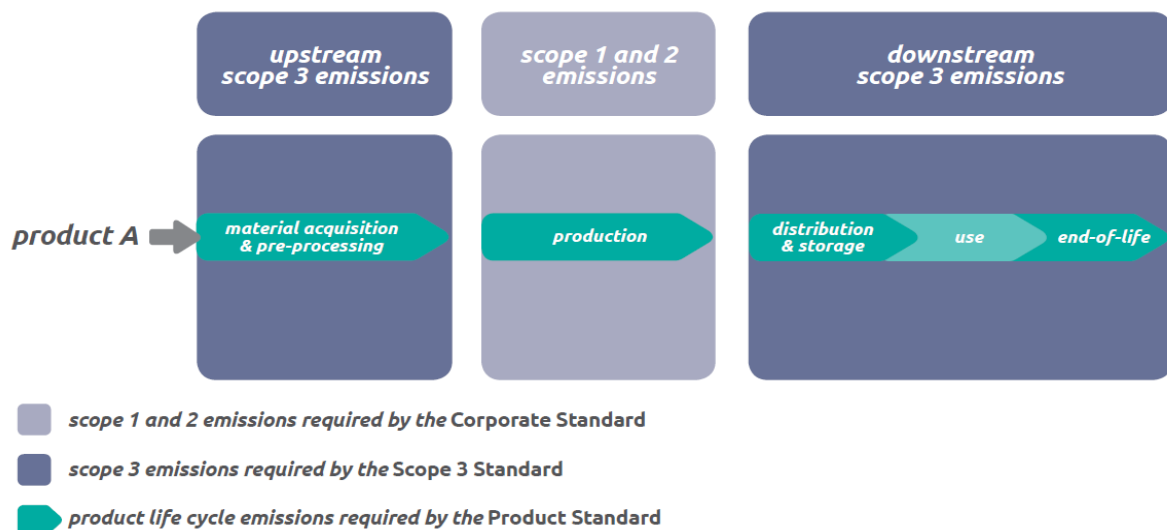 upstream
scope 3 emissions
scope 1 and 2
emissions
downstream
scope 3 emissions
product A
material acquisition
& pre-processing
production
distribution
& storage
use
end-of-life
scope 1 and 2 emissions required by the Corporate Standard
scope 3 emissions required by the Scope 3 Standard
product life cycle emissions required by the Product Standard